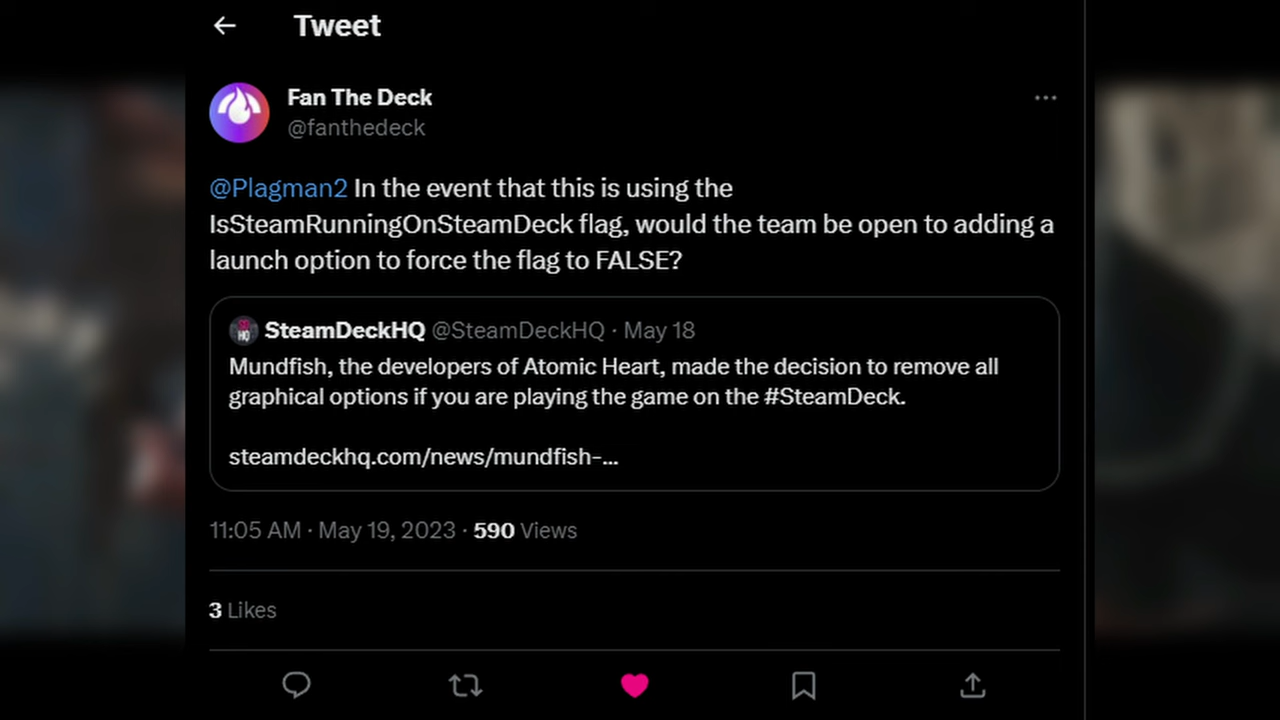 Tweet
Fan The Deck
@fanthedeck
@Plagman2 In the event that this is using the
IsSteamRunningOnSteamDeck flag, would the team be open to adding a
launch option to force the flag to FALSE?
SteamDeckHQ @SteamDeckHQ · May 18
Mundfish, the developers of Atomic Heart, made the decision to remove all
graphical options if you are playing the game on the #SteamDeck.
steamdeckhq.com/news/mundfish-...
11:05 AM · May 19, 2023 · 590 Views
3 Likes